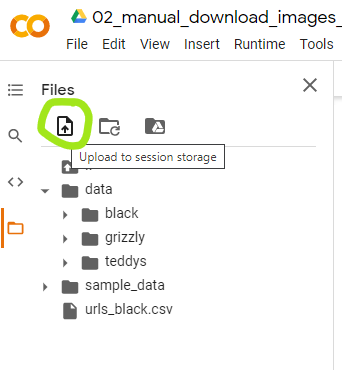 02_manual_download_images_
File Edit View Insert Runtime Tools
Files
Upload to session storage
..
data
black
grizzly
teddys
sample_data
urls_black.csv